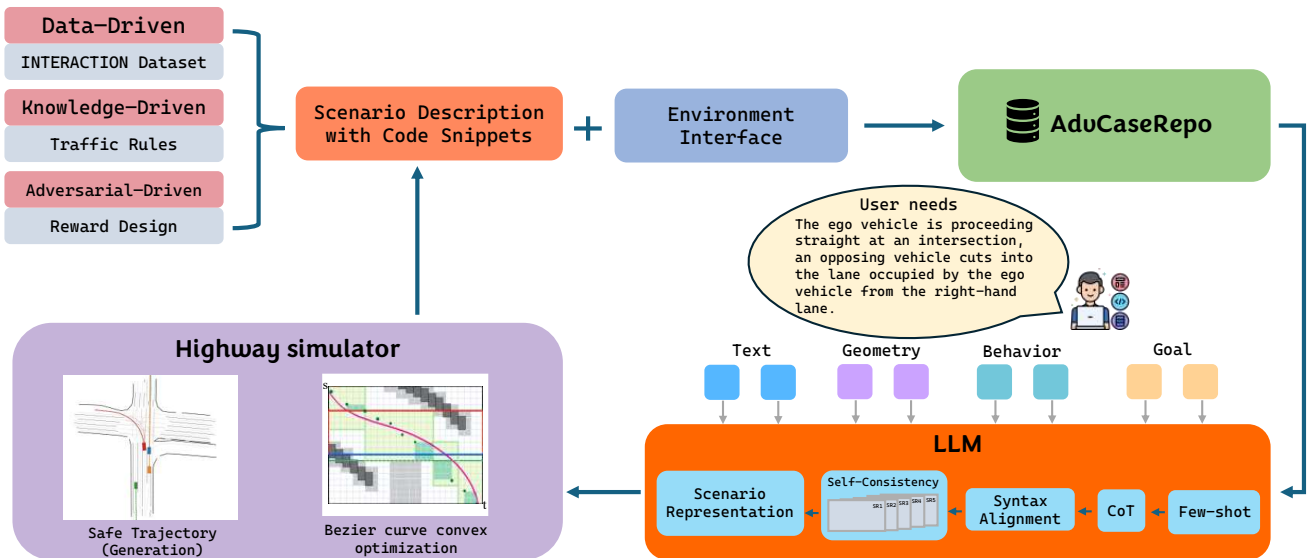 Data-Driven
INTERACTION Dataset
Knowledge-Driven
Traffic Rules
Adversarial-Driven
Reward Design
Scenario Description
with Code Snippets
+
Environment
Interface
AdvCaseRepo
User needs
The ego vehicle is proceeding
straight at an intersection,
an opposing vehicle cuts into
the lane occupied by the ego
vehicle from the right-hand
lane.
Highway simulator
s
t
Safe Trajectory
(Generation)
Bezier curve convex
optimization
Text
Geometry
Behavior
Goal
LLM
Scenario
Representation
Self-Consistency
SR1 SR2 SR3 SR4 SR5
Syntax
Alignment
CoT
Few-shot